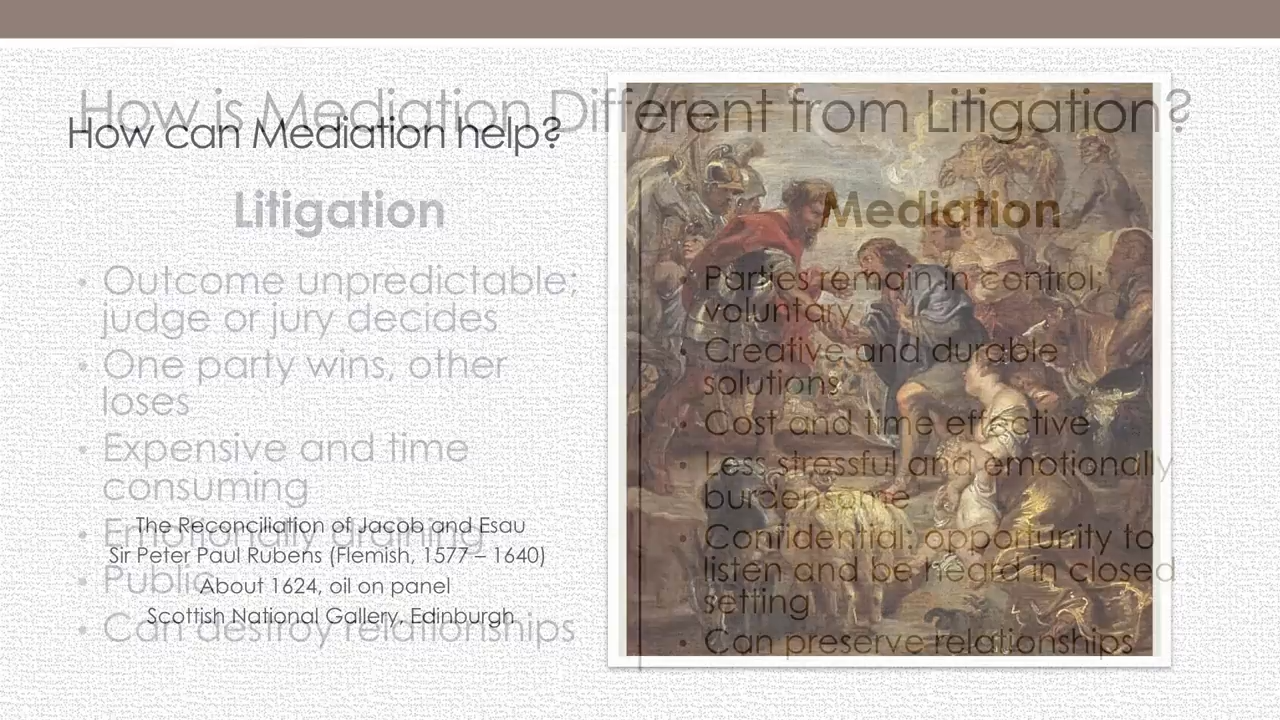 How is Mediation Different from Litigation?
How can Mediation help?
Litigation
• Outcome unpredictable;
judge or jury decides
• One party wins, other
loses
• Expensive and time
consuming
• Emotionally draining
• Public
• Can destroy relationships
The Reconciliation of Jacob and Esau
Sir Peter Paul Rubens (Flemish, 1577 – 1640)
About 1624, oil on panel
Scottish National Gallery, Edinburgh
Mediation
• Parties remain in control;
voluntary
• Creative and durable
solutions
• Cost and time effective
• Less stressful and emotionally
burdensome
• Confidential: opportunity to
listen and be heard in closed
setting
• Can preserve relationships